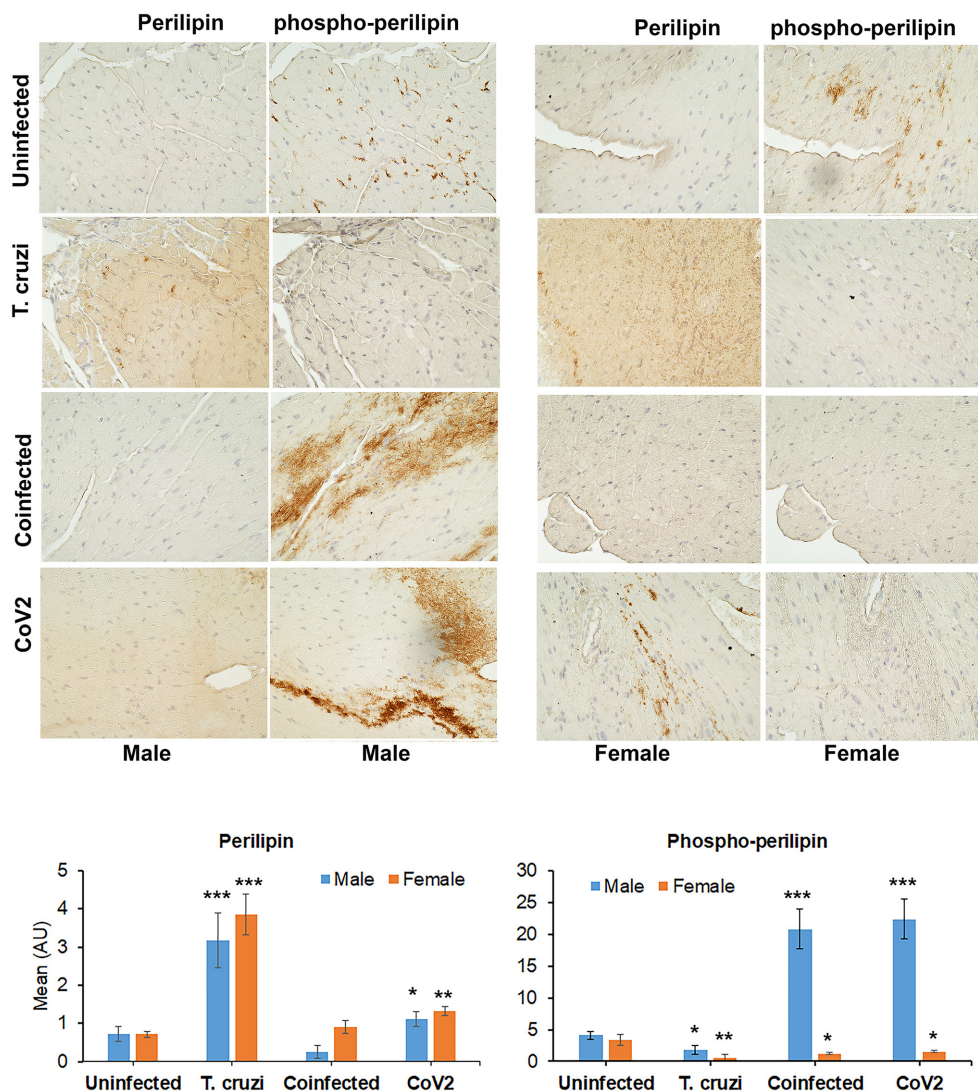 Perilipin phospho-perilipin Perilipin phospho-perilipin
Uninfected
T. cruzi
Coinfected
CoV2
Male Male Female Female
Perilipin
Mean (AU)
5
4
3
2
1
0
Male Female
***
***
*
**
Uninfected T. cruzi Coinfected CoV2
Phospho-perilipin
30
25
20
15
10
5
0
Male Female
*
**
***
*
***
*
Uninfected T. cruzi Coinfected CoV2